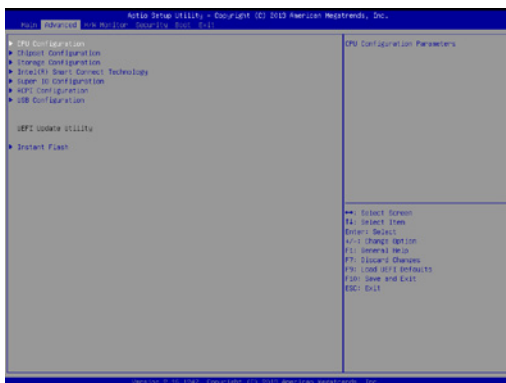 Aptio Setup Utility - Copyright (C) 2013 American Megatrends, Inc.
Main Advanced H/W Monitor Security Boot Exit
CPU Configuration
Chipset Configuration
Storage Configuration
Intel(R) Smart Connect Technology
Super IO Configuration
ACPI Configuration
USB Configuration
UEFI Update Utility
Instant Flash
CPU Configuration Parameters
↔: Select Screen
↑↓: Select Item
Enter: Select
+/-: Change Option
F1: General Help
F7: Discard Changes
F9: Load UEFI Defaults
F10: Save and Exit
ESC: Exit
Version Copyright (C) 2013 American Megatrends, Inc.